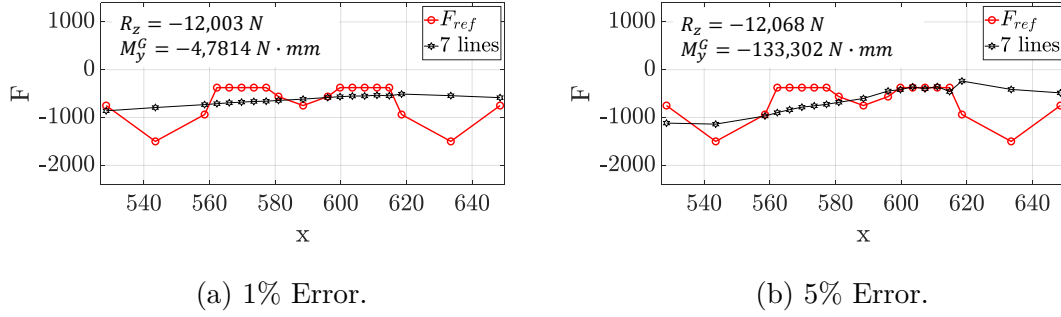 1000
0
-1000
-2000
F
R_z = −12,003 N
M_y^G = −4,7814 N · mm
F_ref
7 lines
540
560
580
600
620
640
x
(a) 1% Error.
1000
0
-1000
-2000
F
R_z = −12,068 N
M_y^G = −133,302 N · mm
F_ref
7 lines
540
560
580
600
620
640
x
(b) 5% Error.